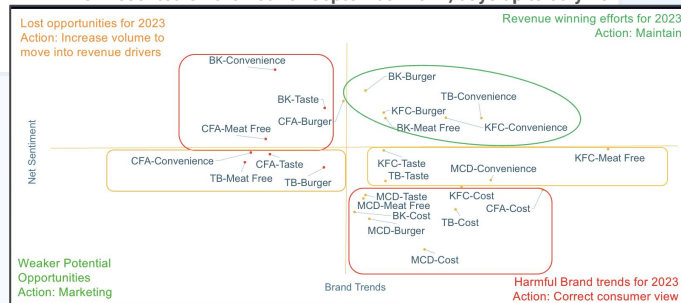 Lost opportunities for 2023
Action: Increase volume to
move into revenue drivers
Revenue winning efforts for 2023
Action: Maintain
BK-Convenience
BK-Taste
CFA-Burger
CFA-Meat Free
BK-Burger
TB-Convenience
KFC-Burger
BK-Meat Free
KFC-Convenience
Net Sentiment
CFA-Convenience
CFA-Taste
TB-Meat Free
TB-Burger
KFC-Taste
TB-Taste
MCD-Convenience
KFC-Meat Free
MCD-Taste
MCD-Meat Free
BK-Cost
MCD-Burger
KFC-Cost
CFA-Cost
TB-Cost
MCD-Cost
Weaker Potential
Opportunities
Action: Marketing
Brand Trends
Harmful Brand trends for 2023
Action: Correct consumer view